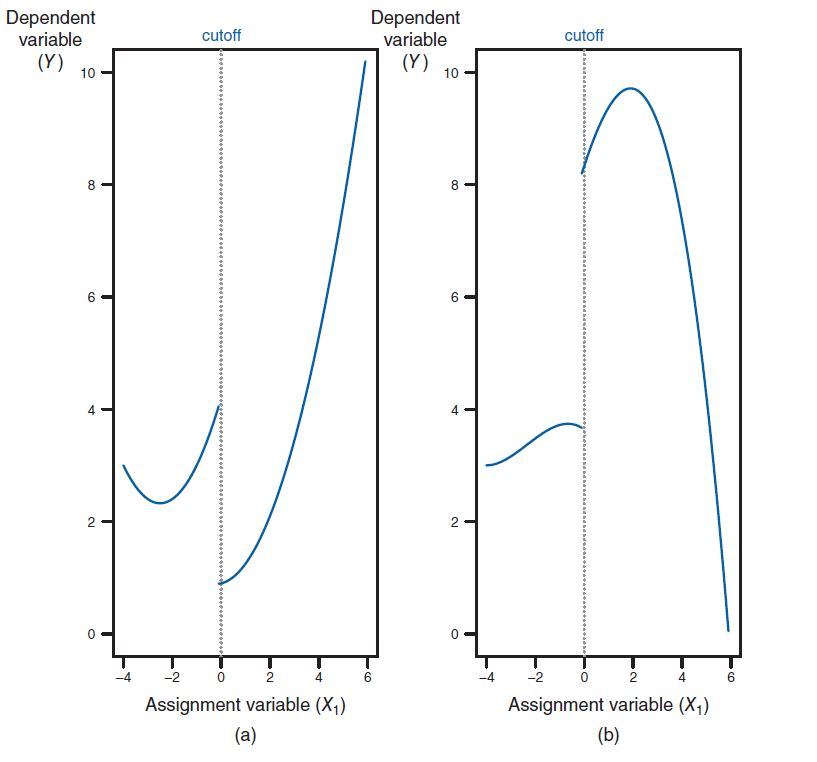 Dependent
variable
(Y)
cutoff
10
8
6
4
2
0
–4 –2 0 2 4 6
Assignment variable (X1)
(a)
Dependent
variable
(Y)
cutoff
10
8
6
4
2
0
–4 –2 0 2 4 6
Assignment variable (X1)
(b)